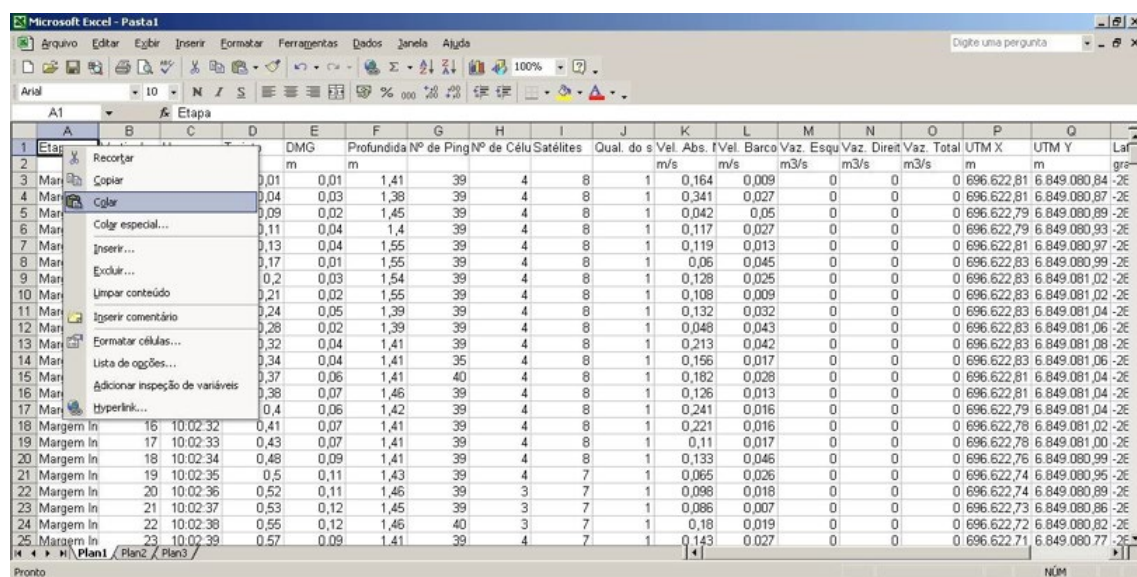 Microsoft Excel - Pasta1
Arquivo Editar Exibir Inserir Formatar Ferramentas Dados Janela Ajuda Digite uma pergunta
100%
Arial 10 N I S % 000
A1 fx Etapa
A B C D E F G H I J K L M N O P Q
1 DMG Profundida Nº de Ping Nº de Célu Satélites Qual. do s Vel. Abs. Vel. Barco Vaz. Esqu Vaz. Direit Vaz. Total UTM X UTM Y
2 m m m/s m/s m3/s m3/s m3/s m m
3 Mar 0,01 0,01 1,41 39 4 8 1 0,164 0,009 0 0 0 696.622,81 6.849.080,84
4 Mar 0,04 0,03 1,38 39 4 8 1 0,341 0,027 0 0 0 696.622,81 6.849.080,87
5 Mar 0,09 0,02 1,45 39 4 8 1 0,042 0,05 0 0 0 696.622,79 6.849.080,89
6 Mar 0,11 0,04 1,4 39 4 8 1 0,117 0,027 0 0 0 696.622,79 6.849.080,93
7 Mar 0,13 0,04 1,55 39 4 8 1 0,119 0,013 0 0 0 696.622,81 6.849.080,97
8 Mar 0,17 0,01 1,55 39 4 8 1 0,06 0,045 0 0 0 696.622,83 6.849.080,99
9 Mar 0,2 0,03 1,54 39 4 8 1 0,128 0,025 0 0 0 696.622,83 6.849.081,02
10 Mar 0,21 0,02 1,55 39 4 8 1 0,108 0,009 0 0 0 696.622,83 6.849.081,02
11 Mar 0,24 0,05 1,39 39 4 8 1 0,132 0,032 0 0 0 696.622,83 6.849.081,04
12 Mar 0,28 0,02 1,39 39 4 8 1 0,048 0,043 0 0 0 696.622,83 6.849.081,06
13 Mar 0,32 0,04 1,41 39 4 8 1 0,213 0,042 0 0 0 696.622,83 6.849.081,08
14 Mar 0,34 0,04 1,41 35 4 8 1 0,156 0,017 0 0 0 696.622,83 6.849.081,06
15 Mar 0,37 0,06 1,41 40 4 8 1 0,182 0,028 0 0 0 696.622,81 6.849.081,04
16 Mar 0,38 0,07 1,46 39 4 8 1 0,126 0,013 0 0 0 696.622,81 6.849.081,04
17 Mar 0,4 0,06 1,42 39 4 8 1 0,241 0,016 0 0 0 696.622,79 6.849.081,04
18 Margem In 16 10:02:32 0,41 0,07 1,41 39 4 8 1 0,221 0,016 0 0 0 696.622,78 6.849.081,02
19 Margem In 17 10:02:33 0,43 0,07 1,41 39 4 8 1 0,11 0,017 0 0 0 696.622,78 6.849.081,00
20 Margem In 18 10:02:34 0,48 0,09 1,41 39 4 8 1 0,133 0,046 0 0 0 696.622,76 6.849.080,99
21 Margem In 19 10:02:35 0,5 0,11 1,43 39 4 7 1 0,065 0,026 0 0 0 696.622,74 6.849.080,95
22 Margem In 20 10:02:36 0,52 0,11 1,46 39 3 7 1 0,098 0,018 0 0 0 696.622,74 6.849.080,89
23 Margem In 21 10:02:37 0,53 0,12 1,45 39 3 7 1 0,086 0,007 0 0 0 696.622,73 6.849.080,86
24 Margem In 22 10:02:38 0,55 0,12 1,46 40 3 7 1 0,18 0,019 0 0 0 696.622,72 6.849.080,82
25 Margem In 23 10:02:39 0,57 0,09 1,41 39 4 7 1 0,143 0,027 0 0 0 696.622,71 6.849.080,77
Recortar
Copiar
Colar
Colar especial...
Inserir...
Excluir...
Limpar conteúdo
Inserir comentário
Formatar células...
Lista de opções...
Adicionar inspeção de variáveis
Hyperlink...
Plan1 Plan2 Plan3
Pronto NÚM